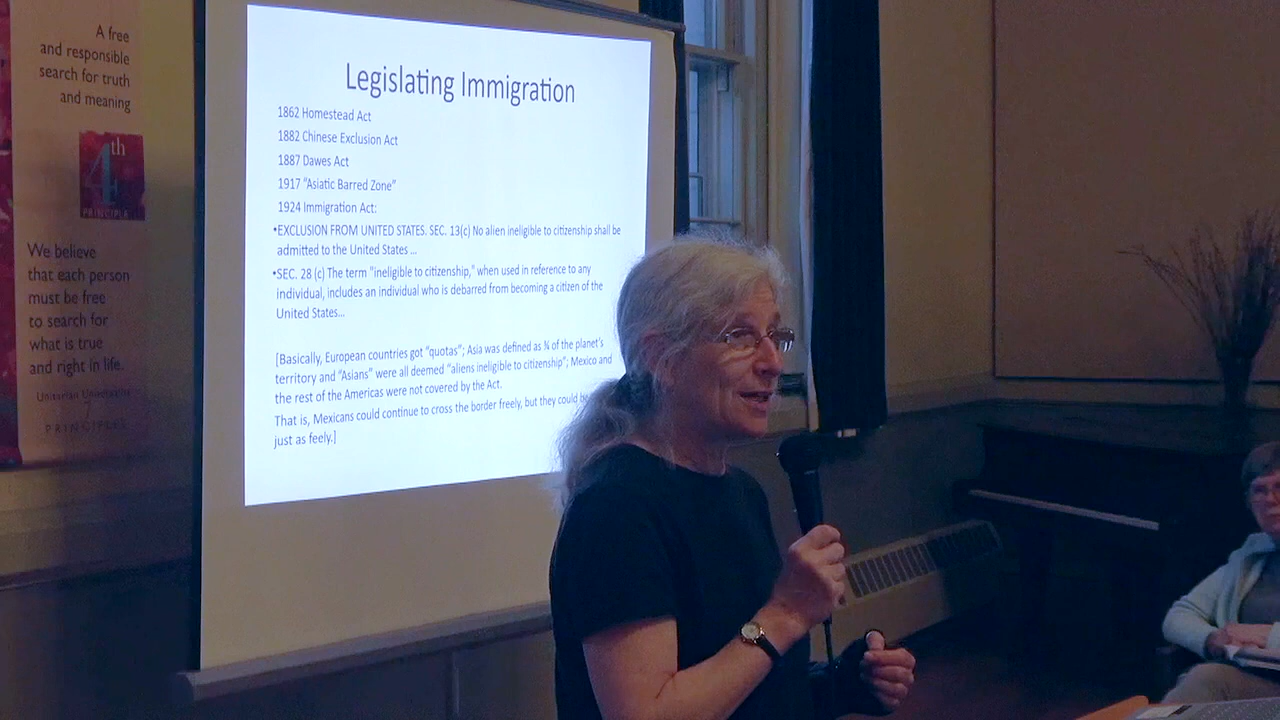 A free
and responsible
search for truth
and meaning
4th
PRINCIPLE
We believe
that each person
must be free
to search for
what is true
and right in life.
Unitarian Universalist
7
PRINCIPLES
Legislating Immigration
1862 Homestead Act
1882 Chinese Exclusion Act
1887 Dawes Act
1917 “Asiatic Barred Zone”
1924 Immigration Act:
•EXCLUSION FROM UNITED STATES. SEC. 13(c) No alien ineligible to citizenship shall be
admitted to the United States ...
•SEC. 28 (c) The term "ineligible to citizenship," when used in reference to any
individual, includes an individual who is debarred from becoming a citizen of the
United States...
[Basically, European countries got “quotas”; Asia was defined as ¾ of the planet’s
territory and “Asians” were all deemed “aliens ineligible to citizenship”; Mexico and
the rest of the Americas were not covered by the Act.
That is, Mexicans could continue to cross the border freely, but they could be
just as feely.]